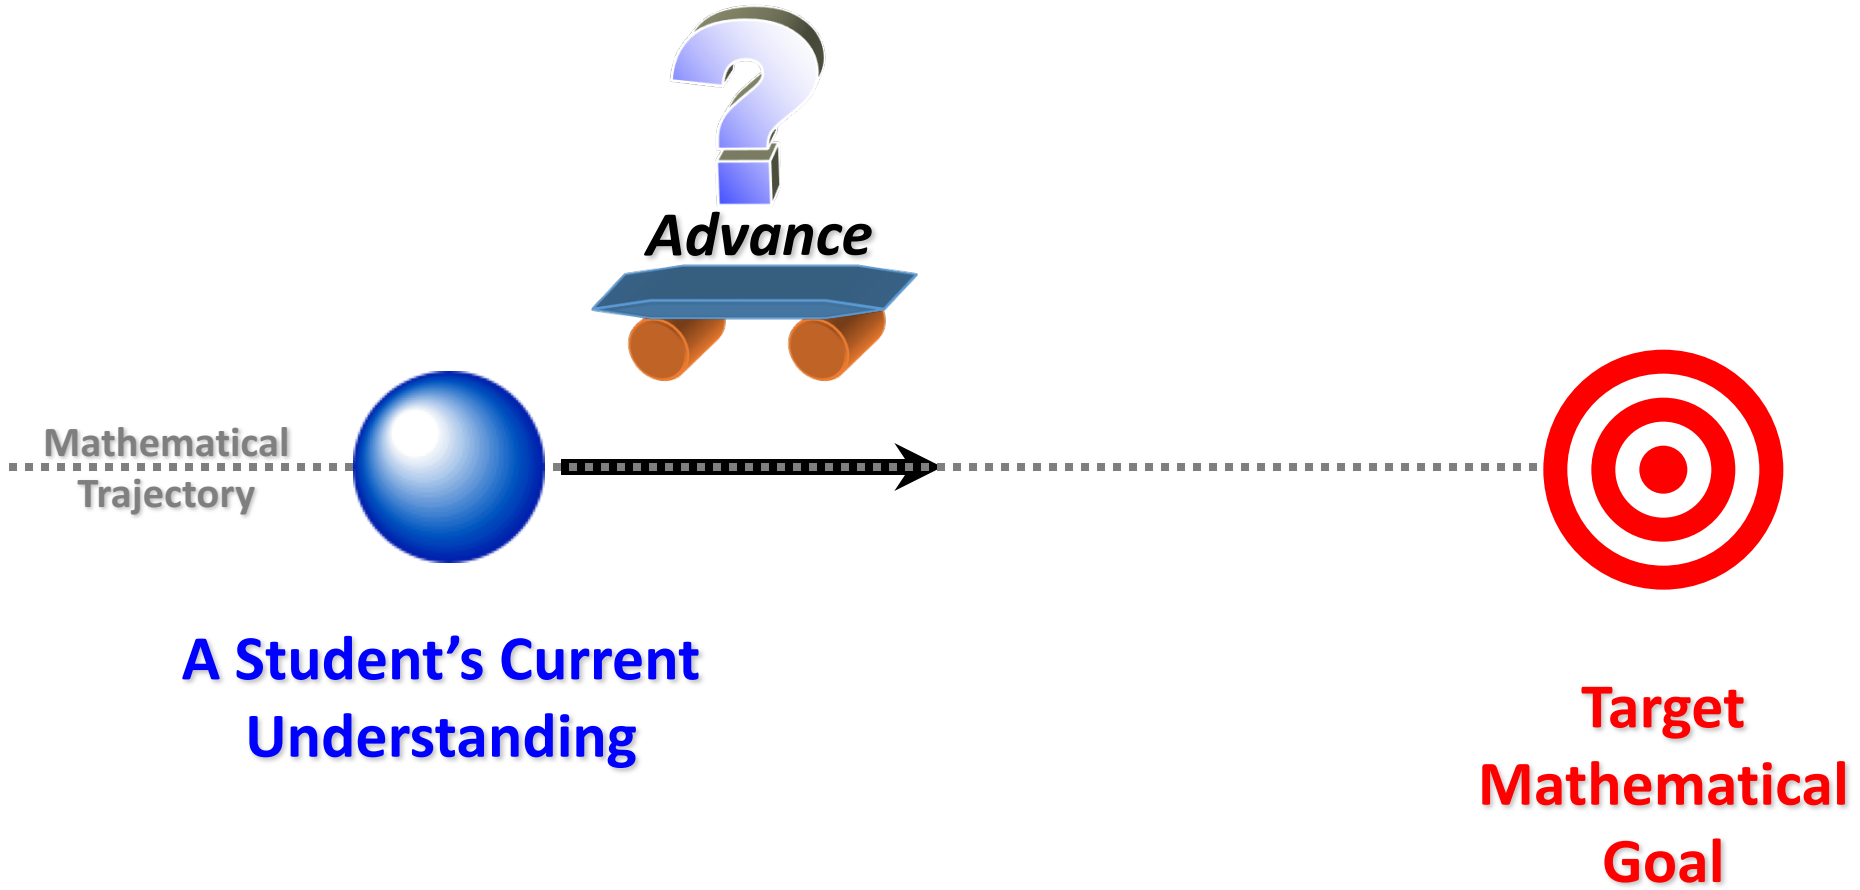 ?
Advance
Mathematical
Trajectory
A Student’s Current
Understanding
Target
Mathematical
Goal